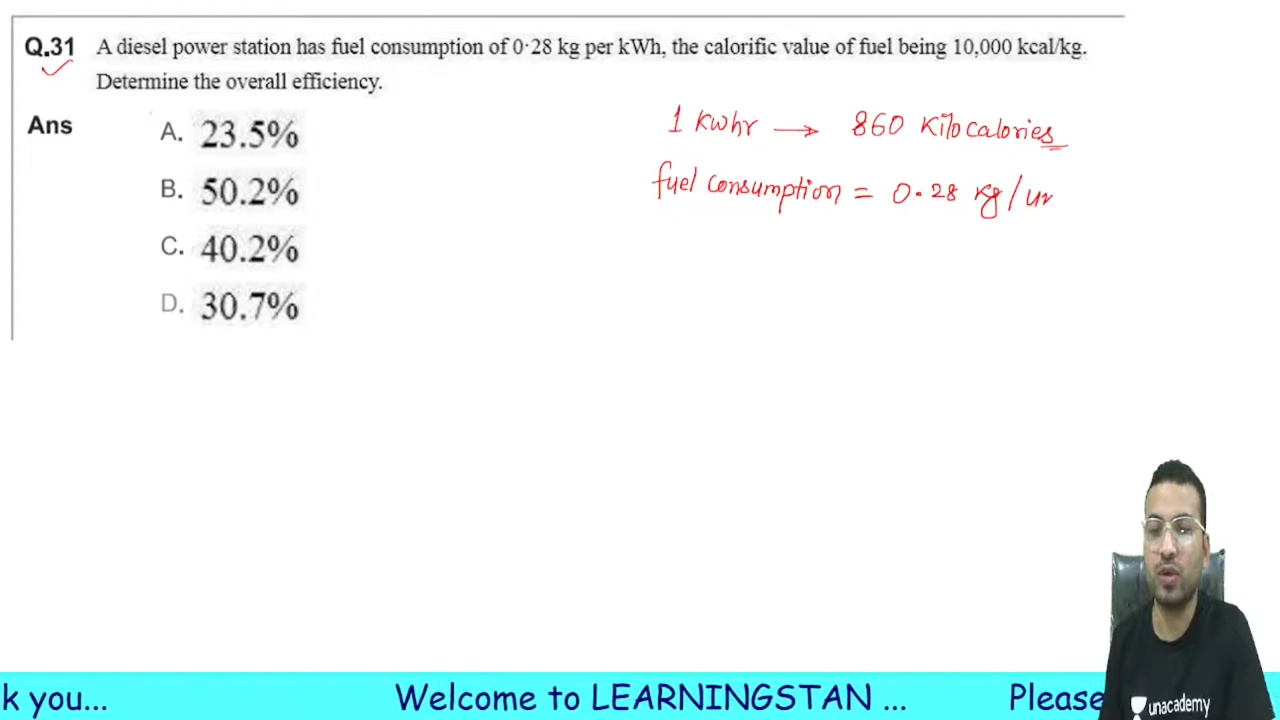 Q.31 A diesel power station has fuel consumption of 0·28 kg per kWh, the calorific value of fuel being 10,000 kcal/kg.
Determine the overall efficiency.
Ans
A. 23.5%
B. 50.2%
C. 40.2%
D. 30.7%
1 kwhr → 860 kilocalories
fuel consumption = 0.28 kg/un
k you... Welcome to LEARNINGSTAN ... Please
unacademy